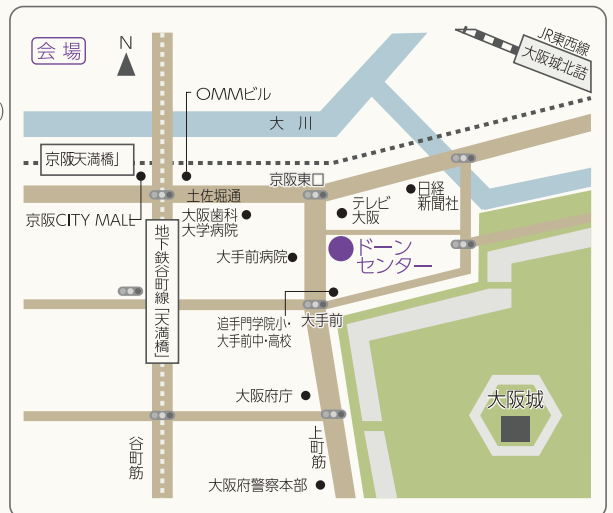 会 場
N
JR東西線
大阪城北詰
OMMビル
大 川
京阪「天満橋」
京阪東口
土佐堀通
京阪CITY MALL
大阪歯科
大学病院
テレビ
大阪
日経
新聞社
大手前病院
ドーン
センター
地下鉄谷町線「天満橋」
追手門学院小・
大手前中・高校
大手前
大阪府庁
大阪城
谷町筋
上町筋
大阪府警察本部
)